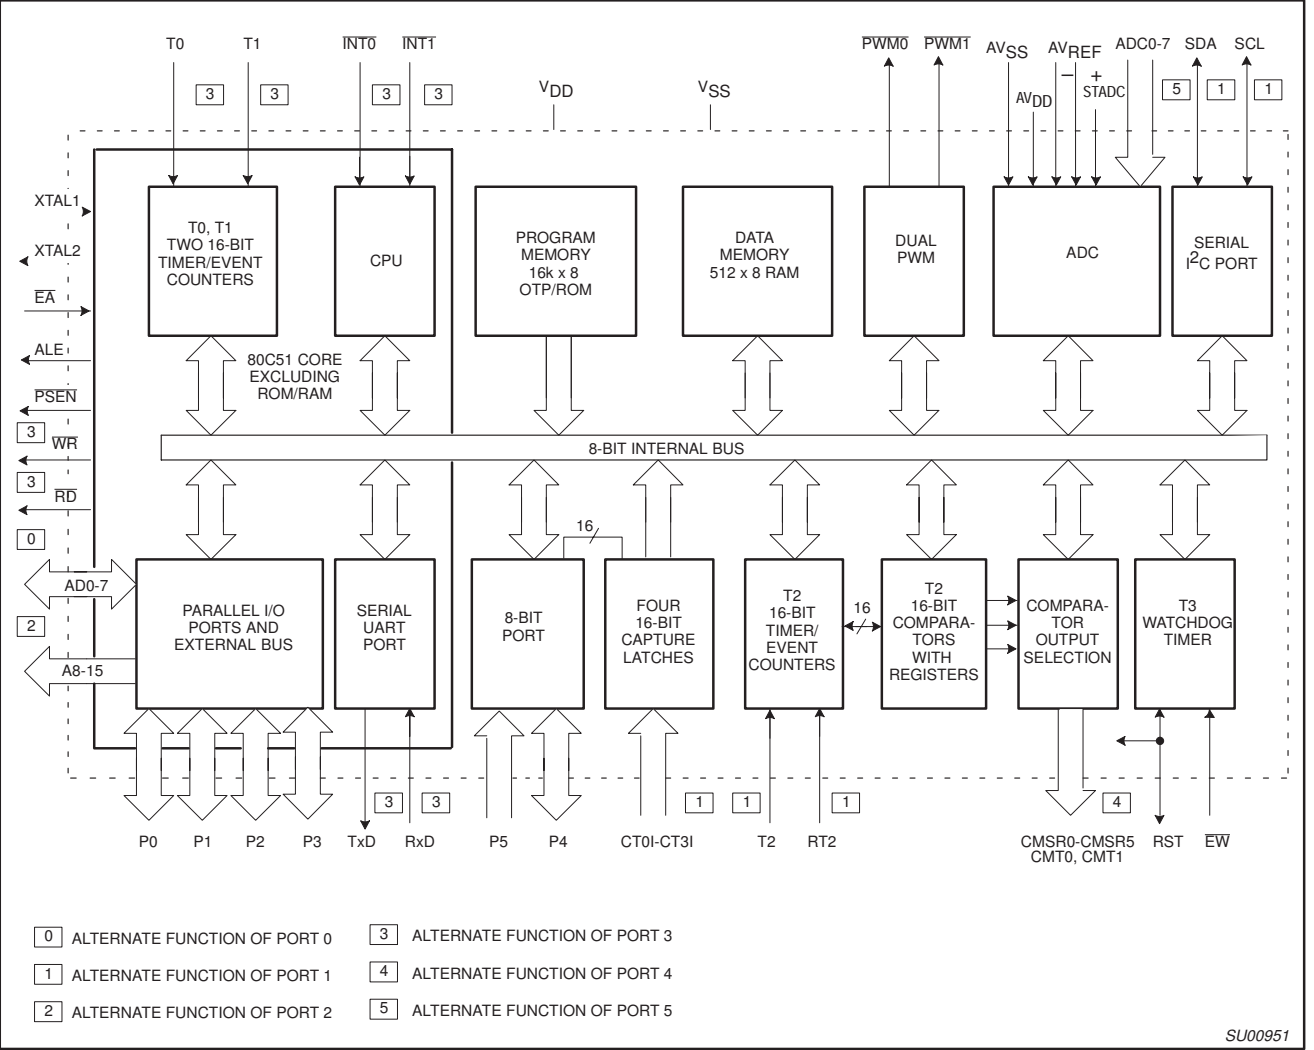 T0 T1 INT0 INT1 PWM0 PWM1 AVSS AVREF ADC0-7 SDA SCL
– + STADC
3 3 3 3 VDD VSS AVDD 5 1 1
XTAL1
XTAL2
EA
ALE
PSEN
3 WR
3 RD
0
AD0-7
2
A8-15
T0, T1
TWO 16-BIT
TIMER/EVENT
COUNTERS
CPU
PROGRAM
MEMORY
16k x 8
OTP/ROM
DATA
MEMORY
512 x 8 RAM
DUAL
PWM
ADC
SERIAL
I2C PORT
80C51 CORE
EXCLUDING
ROM/RAM
8-BIT INTERNAL BUS
PARALLEL I/O
PORTS AND
EXTERNAL BUS
SERIAL
UART
PORT
8-BIT
PORT
16
FOUR
16-BIT
CAPTURE
LATCHES
T2
16-BIT
TIMER/
EVENT
COUNTERS
16
T2
16-BIT
COMPARA-
TORS
WITH
REGISTERS
COMPARA-
TOR
OUTPUT
SELECTION
T3
WATCHDOG
TIMER
3 3 1 1 1 4
P0 P1 P2 P3 TxD RxD P5 P4 CT0I-CT3I T2 RT2 CMSR0-CMSR5 RST EW
CMT0, CMT1
0 ALTERNATE FUNCTION OF PORT 0
1 ALTERNATE FUNCTION OF PORT 1
2 ALTERNATE FUNCTION OF PORT 2
3 ALTERNATE FUNCTION OF PORT 3
4 ALTERNATE FUNCTION OF PORT 4
5 ALTERNATE FUNCTION OF PORT 5
SU00951